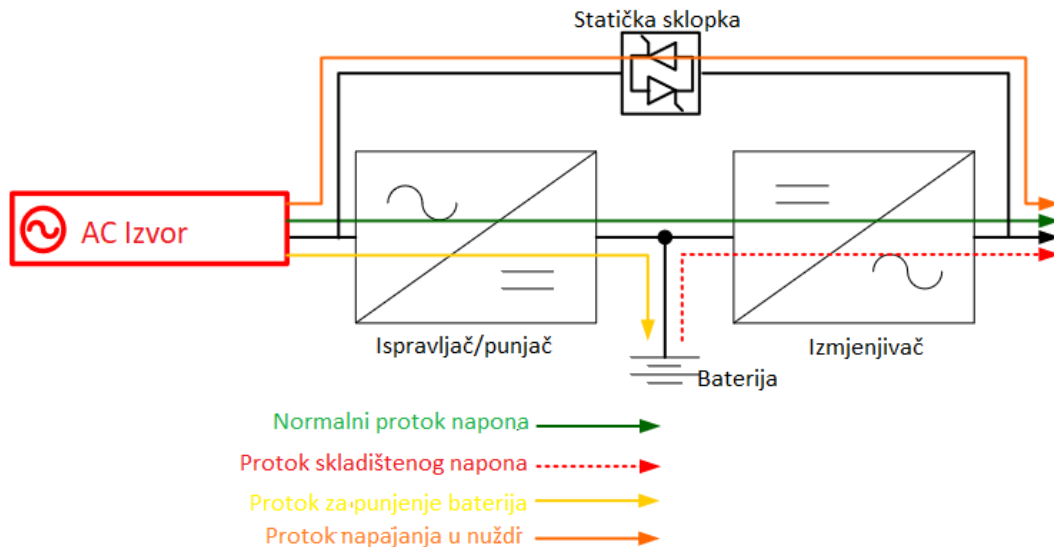 Statička sklopka
AC Izvor
Ispravljač/punjač
Izmjenjivač
Baterija
Normalni protok napona
Protok skladištenog napona
Protok za punjenje baterija
Protok napajanja u nuždi